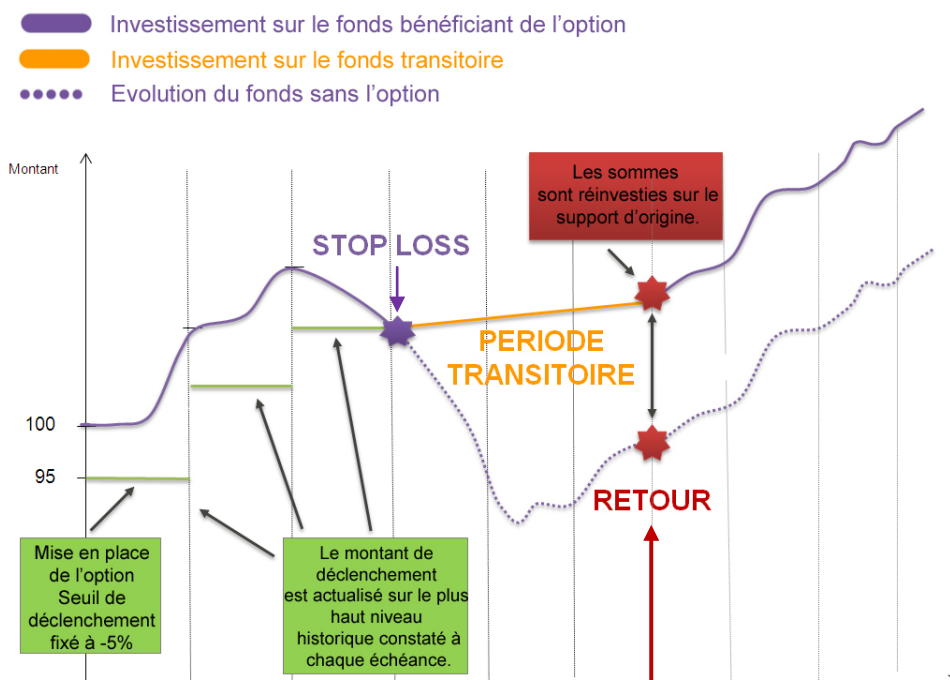 Investissement sur le fonds bénéficiant de l'option
Investissement sur le fonds transitoire
Evolution du fonds sans l'option
Montant
Les sommes
sont réinvesties sur le
support d'origine.
STOP LOSS
PERIODE
TRANSITOIRE
100
95
RETOUR
Mise en place
de l'option
Seuil de
déclenchement
fixé à -5%
Le montant de
déclenchement
est actualisé sur le plus
haut niveau
historique constaté à
chaque échéance.